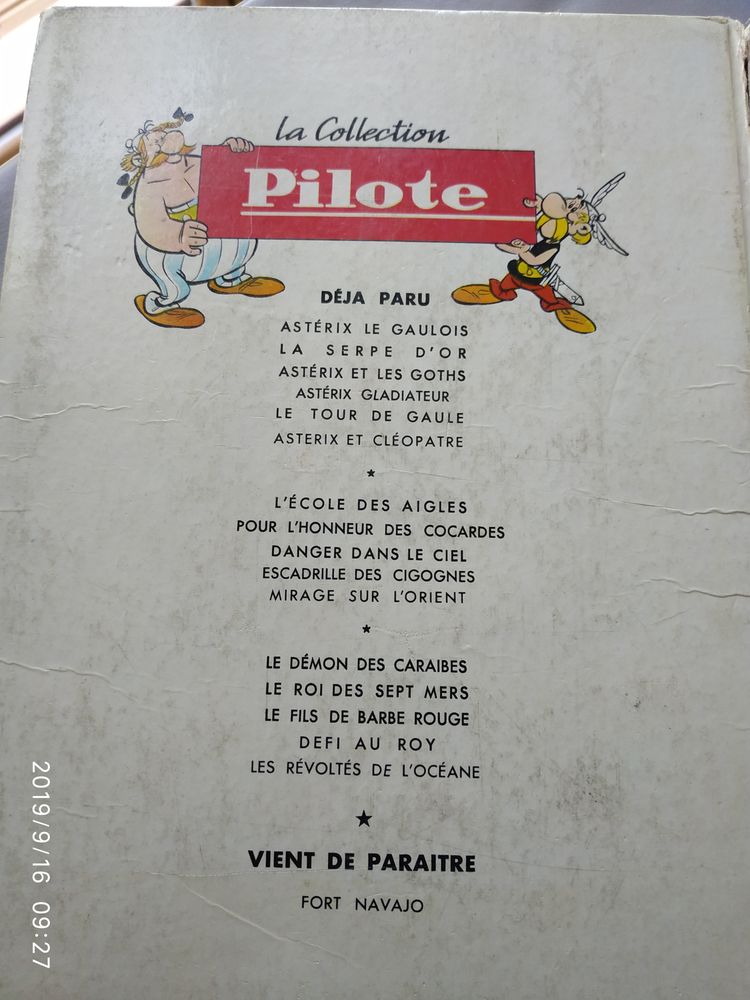 La Collection
Pilote
DÉJA PARU
ASTÉRIX LE GAULOIS
LA SERPE D'OR
ASTÉRIX ET LES GOTHS
ASTÉRIX GLADIATEUR
LE TOUR DE GAULE
ASTERIX ET CLÉOPATRE
L'ÉCOLE DES AIGLES
POUR L'HONNEUR DES COCARDES
DANGER DANS LE CIEL
ESCADRILLE DES CIGOGNES
MIRAGE SUR L'ORIENT
LE DÉMON DES CARAIBES
LE ROI DES SEPT MERS
LE FILS DE BARBE ROUGE
DEFI AU ROY
LES RÉVOLTÉS DE L'OCÉANE
VIENT DE PARAITRE
FORT NAVAJO
2019/9/16 09:27